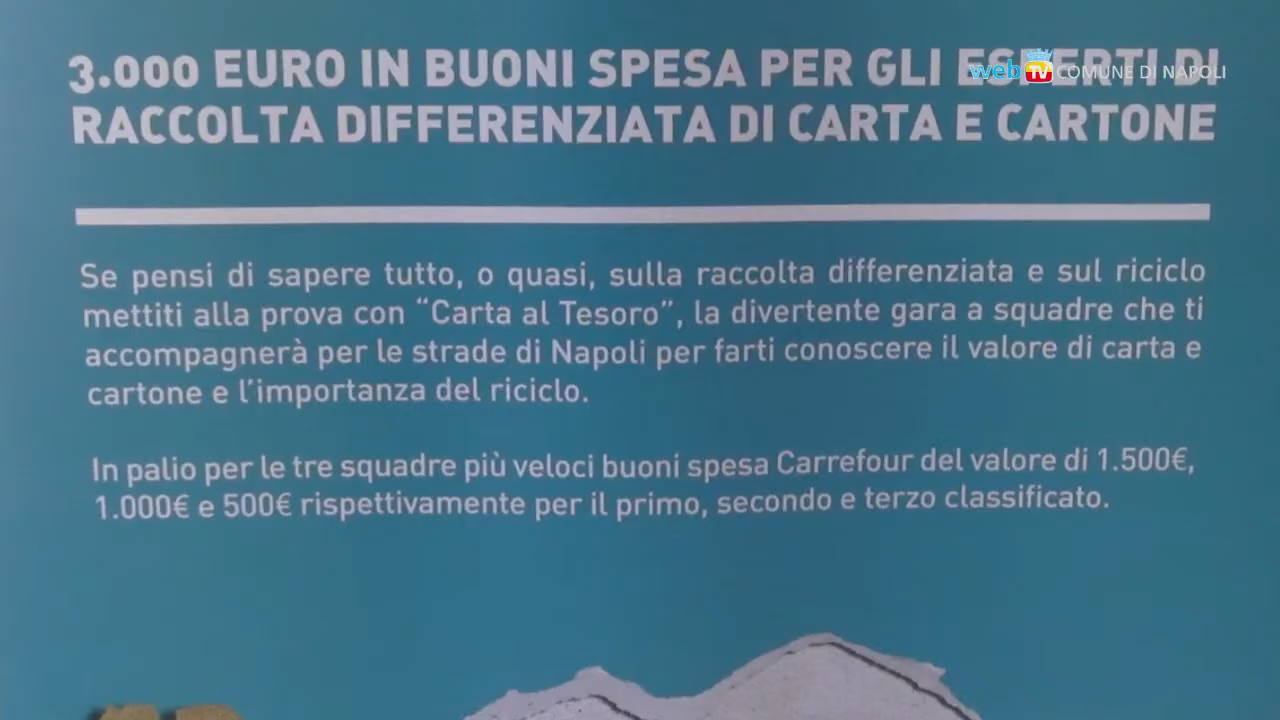 3.000 EURO IN BUONI SPESA PER GLI ESPERTI DI
RACCOLTA DIFFERENZIATA DI CARTA E CARTONE
web TV COMUNE DI NAPOLI
Se pensi di sapere tutto, o quasi, sulla raccolta differenziata e sul riciclo
mettiti alla prova con “Carta al Tesoro”, la divertente gara a squadre che ti
accompagnerà per le strade di Napoli per farti conoscere il valore di carta e
cartone e l'importanza del riciclo.
In palio per le tre squadre più veloci buoni spesa Carrefour del valore di 1.500€,
1.000€ e 500€ rispettivamente per il primo, secondo e terzo classificato.